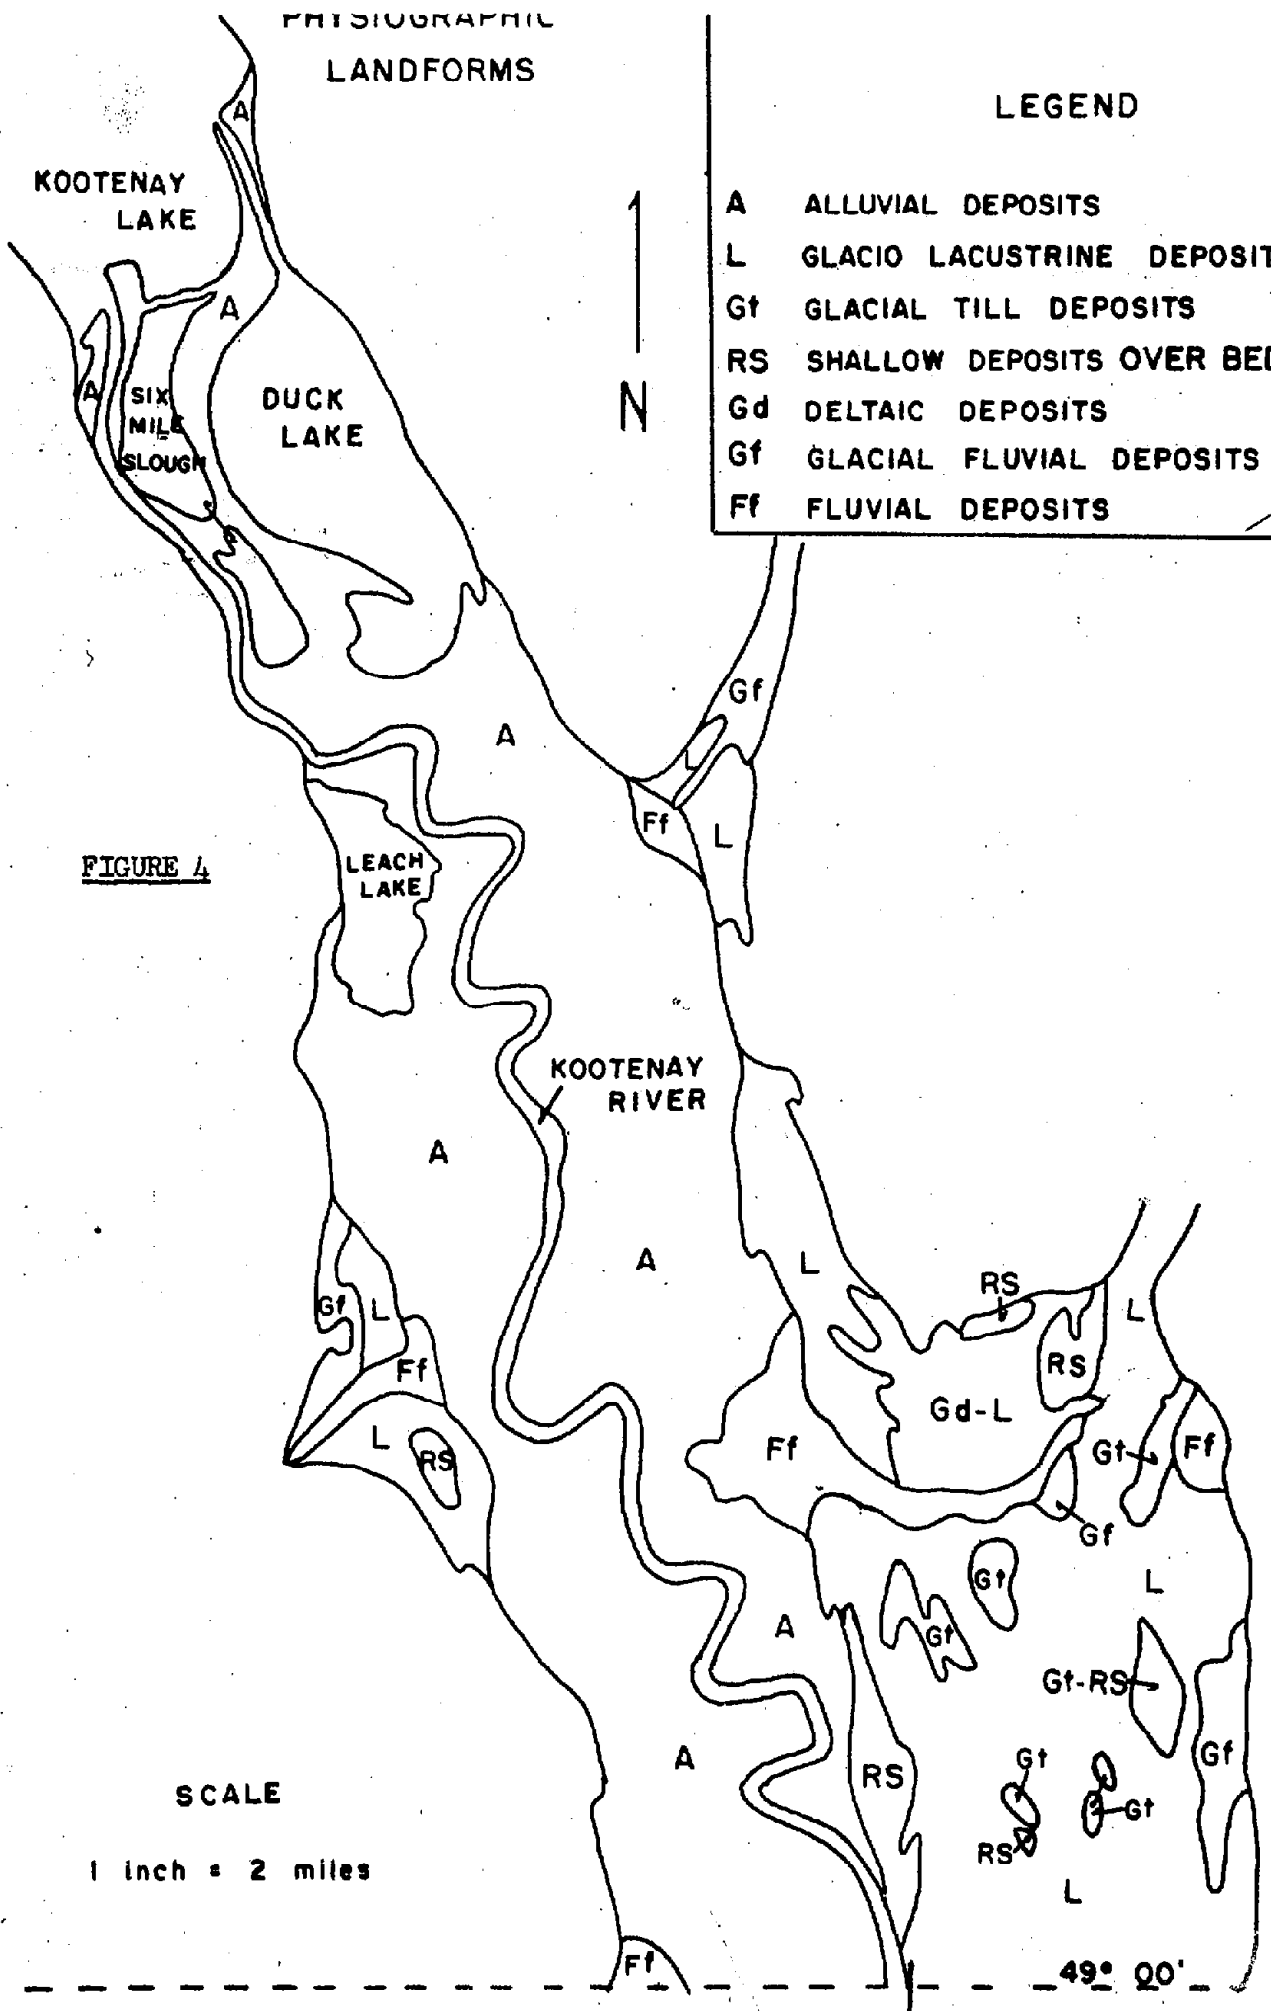 PHYSIOGRAPHIC
LANDFORMS
LEGEND
A ALLUVIAL DEPOSITS
L GLACIO LACUSTRINE DEPOSIT
Gt GLACIAL TILL DEPOSITS
RS SHALLOW DEPOSITS OVER BED
Gd DELTAIC DEPOSITS
Gf GLACIAL FLUVIAL DEPOSITS
Ff FLUVIAL DEPOSITS
A
KOOTENAY
LAKE
N
A
A
SIX
MILE
SLOUGH
DUCK
LAKE
Gf
A
L
Ff
L
FIGURE 4
LEACH
LAKE
KOOTENAY
RIVER
A
A
L
RS
L
Gf
L
RS
Ff
Gd-L
L
RS
Ff
Gt
Ff
Gf
Gt
L
A
Gt
Gt-RS
A
RS
Gt
Gf
Gt
RS
SCALE
1 inch = 2 miles
L
Ff
49° 00'